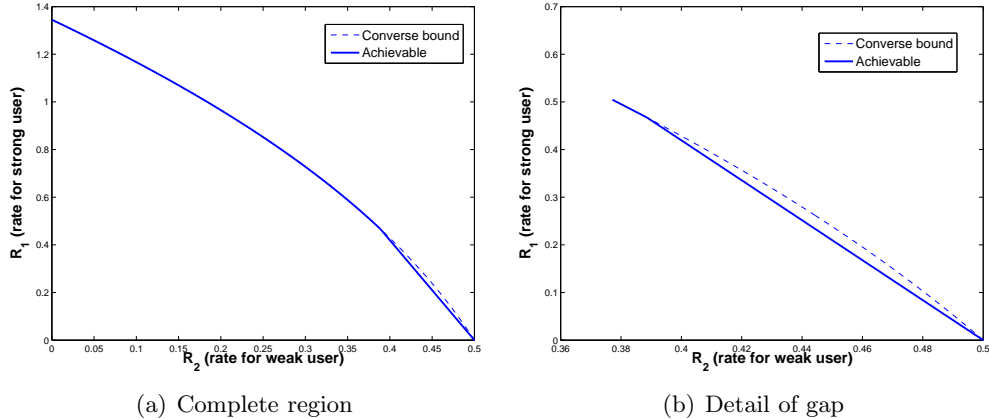 1.4
1.2
1
0.8
0.6
0.4
0.2
0
R1 (rate for strong user)
0 0.05 0.1 0.15 0.2 0.25 0.3 0.35 0.4 0.45 0.5
R2 (rate for weak user)
Converse bound
Achievable
(a) Complete region
0.7
0.6
0.5
0.4
0.3
0.2
0.1
0
R1 (rate for strong user)
0.36 0.38 0.4 0.42 0.44 0.46 0.48 0.5
R2 (rate for weak user)
Converse bound
Achievable
(b) Detail of gap